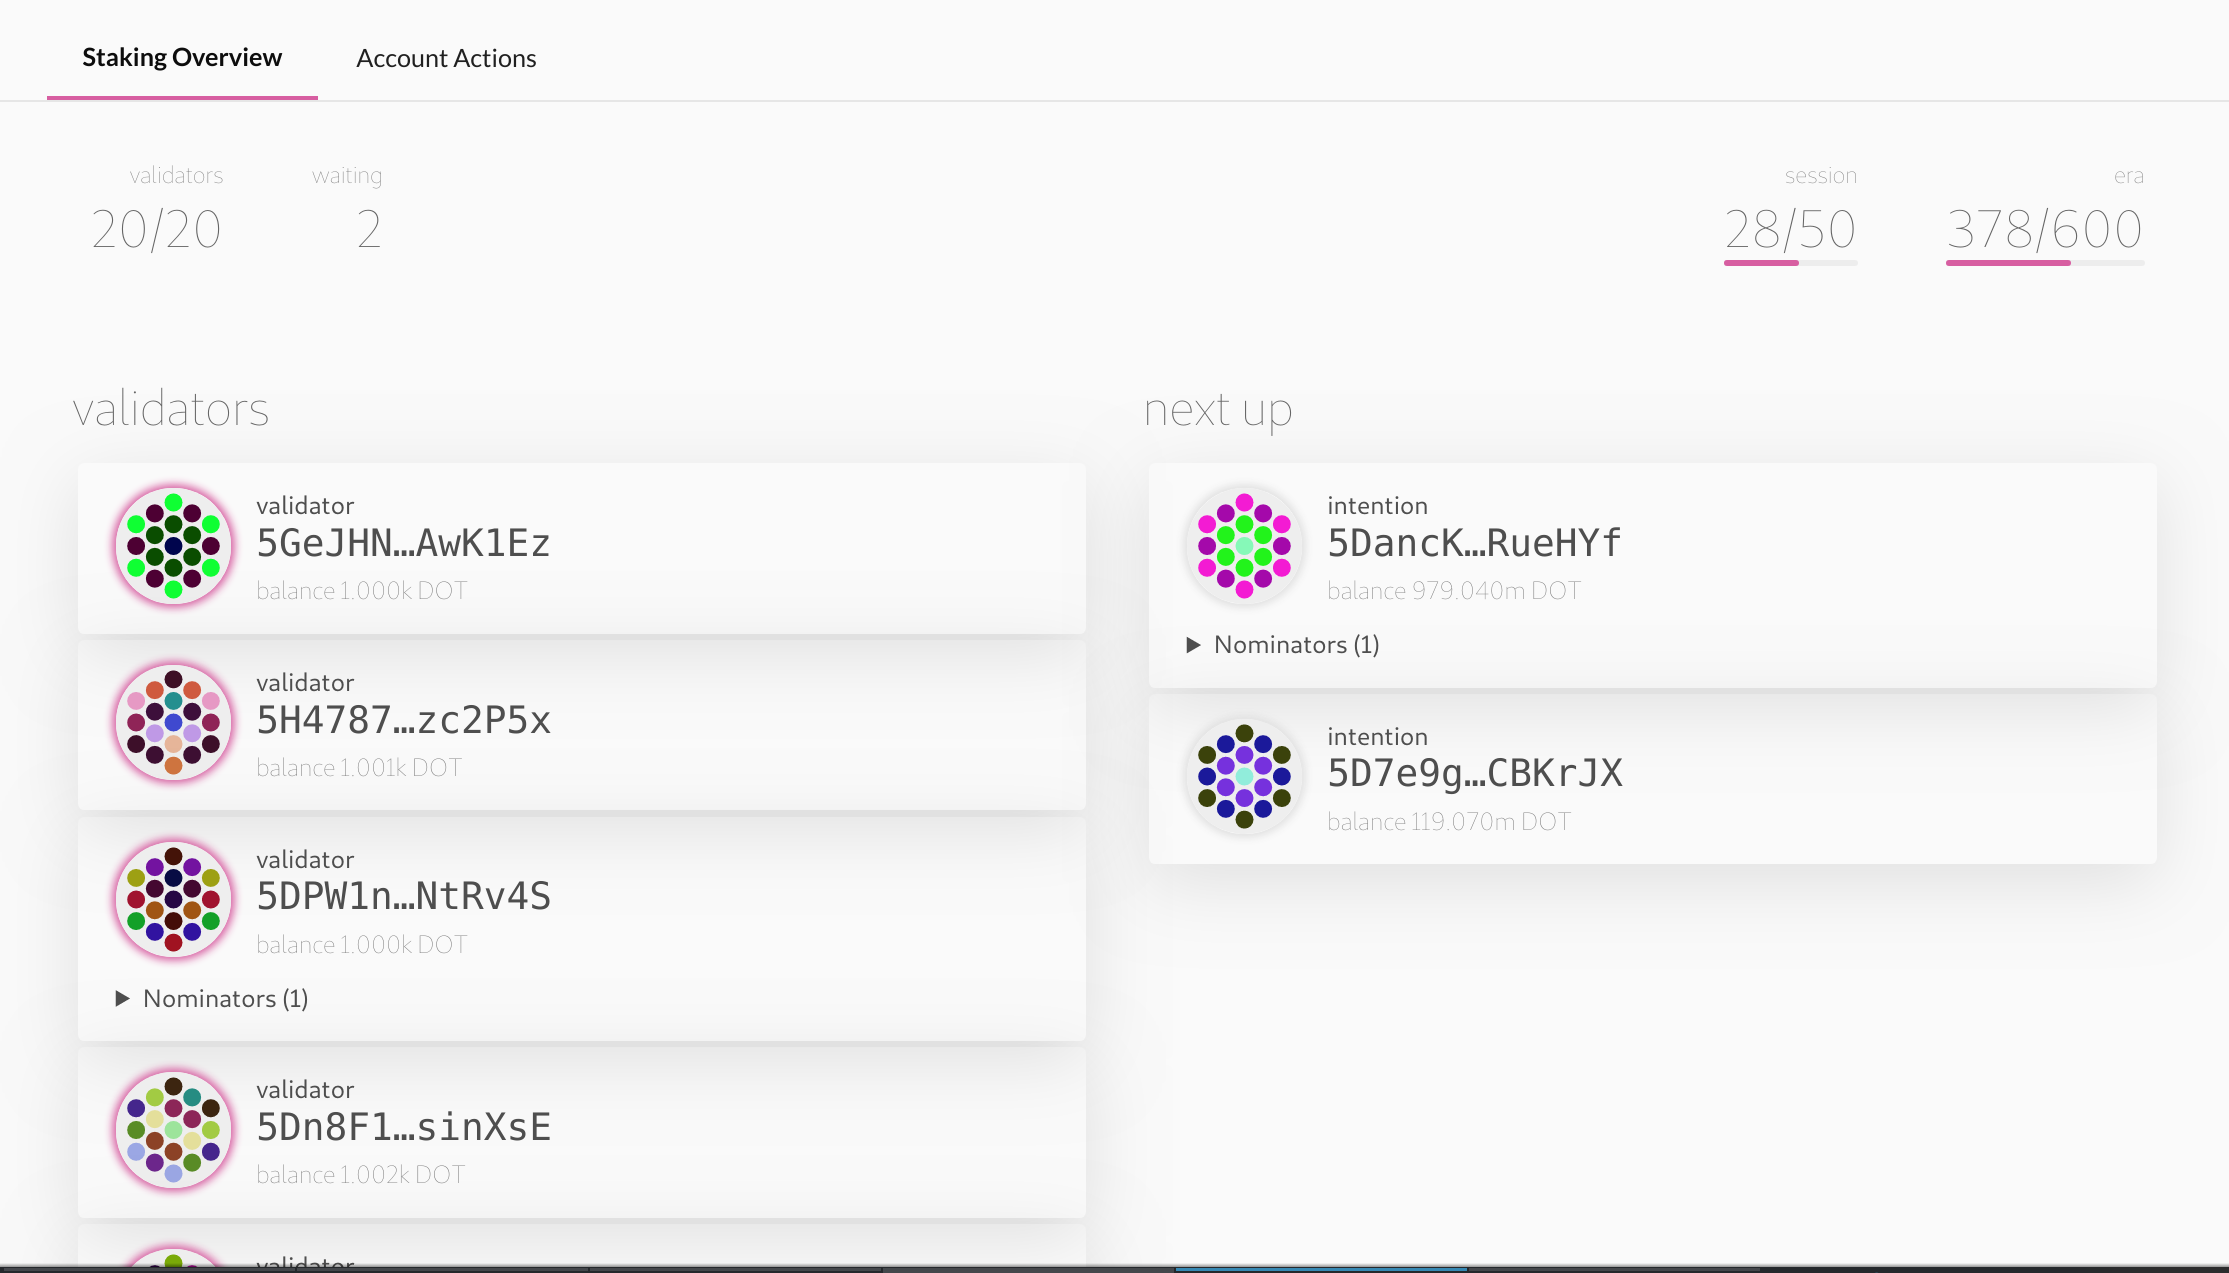 Staking Overview
Account Actions
validators
20/20
waiting
2
session
28/50
era
378/600
validators
validator
5GeJHN…AwK1Ez
balance 1.000k DOT
validator
5H4787…zc2P5x
balance 1.001k DOT
validator
5DPW1n…NtRv4S
balance 1.000k DOT
Nominators (1)
validator
5Dn8F1…sinXsE
balance 1.002k DOT
validator
next up
intention
5DancK…RueHYf
balance 979.040m DOT
Nominators (1)
intention
5D7e9g…CBKrJX
balance 119.070m DOT